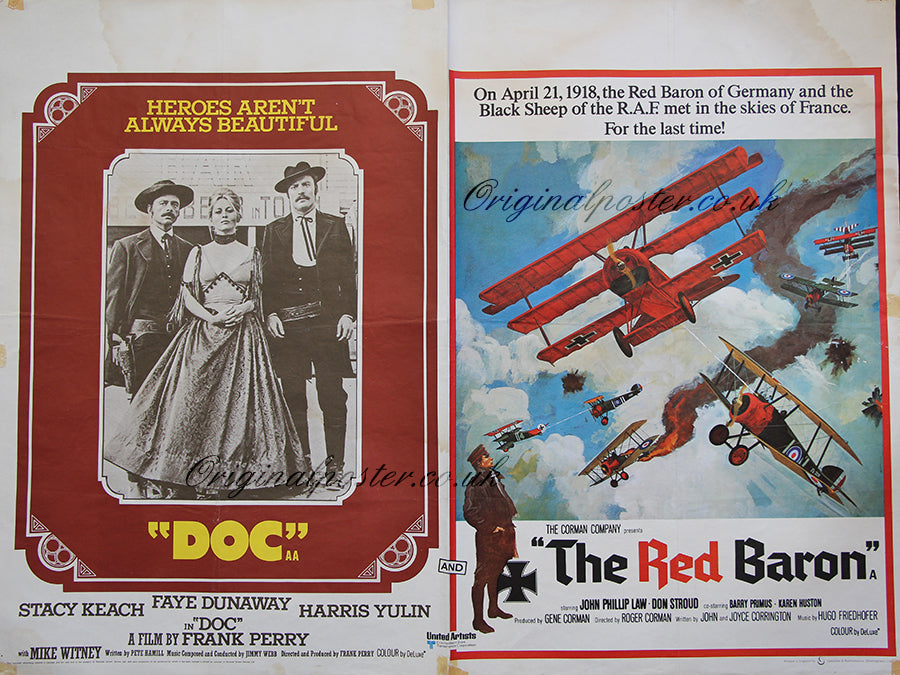 HEROES AREN'T
ALWAYS BEAUTIFUL
Originalposter.co.uk
"DOC" AA
STACY KEACH FAYE DUNAWAY HARRIS YULIN
IN "DOC"
A FILM BY FRANK PERRY
with MIKE WITNEY Written by PETE HAMILL Music Composed and Conducted by JIMMY WEBB Directed and Produced by FRANK PERRY COLOUR by DeLuxe
AND
United Artists
On April 21, 1918, the Red Baron of Germany and the
Black Sheep of the R.A.F. met in the skies of France.
For the last time!
Originalposter.co.uk
THE CORMAN COMPANY presents
"The Red Baron" A
starring JOHN PHILLIP LAW · DON STROUD co-starring BARRY PRIMUS · KAREN HUSTON
Produced by GENE CORMAN Directed by ROGER CORMAN Written by JOHN and JOYCE CORRINGTON Music by HUGO FRIEDHOFER
COLOUR by DeLuxe